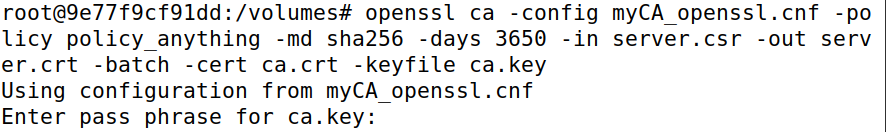 root@9e77f9cf91dd:/volumes# openssl ca -config myCA_openssl.cnf -po
licy policy_anything -md sha256 -days 3650 -in server.csr -out serv
er.crt -batch -cert ca.crt -keyfile ca.key
Using configuration from myCA_openssl.cnf
Enter pass phrase for ca.key: